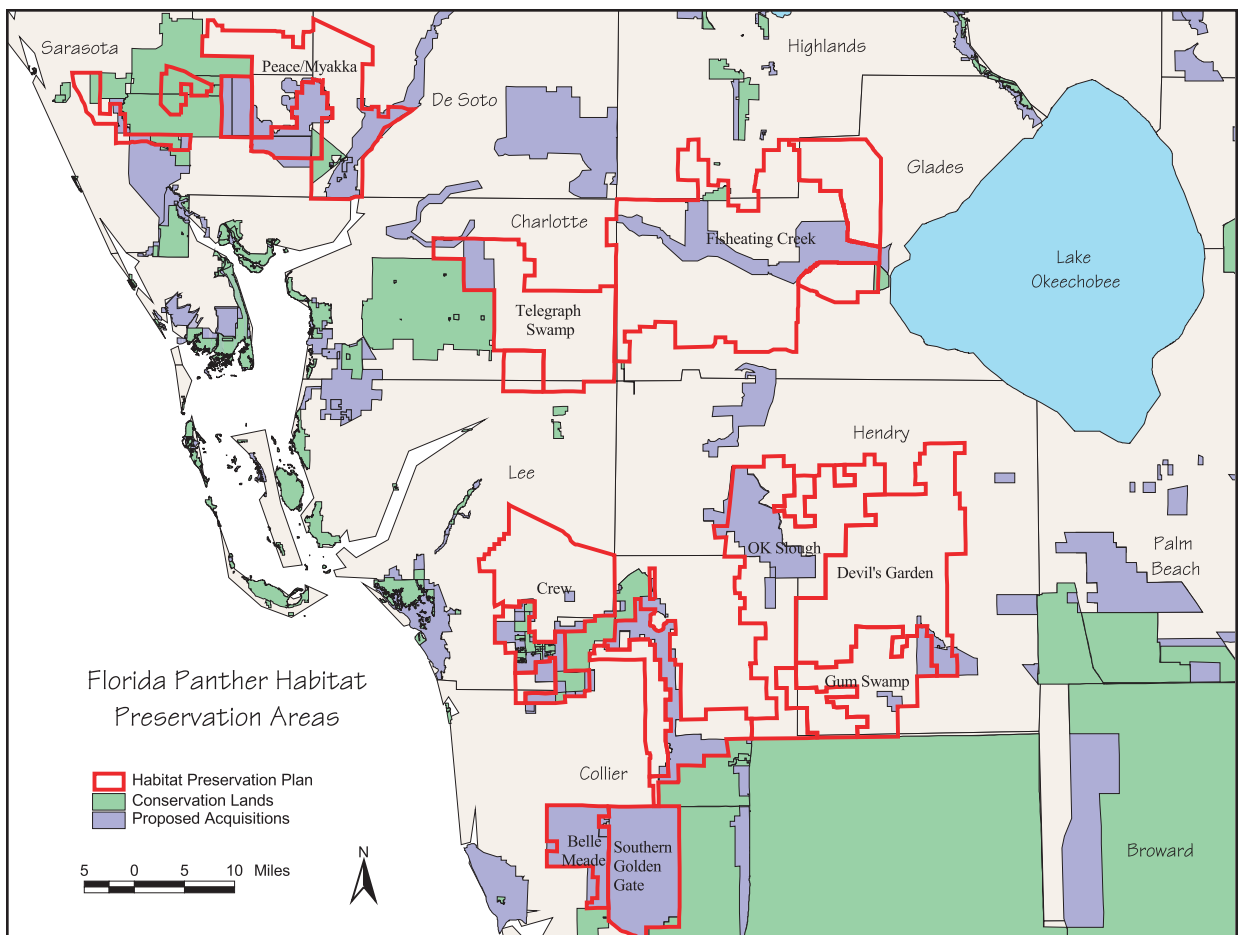 Sarasota
Highlands
Peace/Myakka
De Soto
Glades
Charlotte
Fisheating Creek
Lake
Okeechobee
Telegraph
Swamp
Hendry
Lee
OK Slough
Palm
Beach
Devil's Garden
Crew
Gum Swamp
Florida Panther Habitat
Preservation Areas
Collier
Habitat Preservation Plan
Conservation Lands
Proposed Acquisitions
Belle
Meade
Southern
Golden
Gate
Broward
N
5 0 5 10 Miles